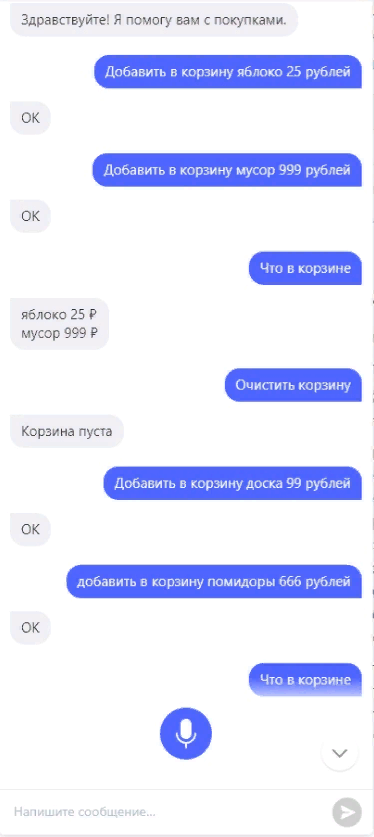 Здравствуйте! Я помогу вам с покупками.
Добавить в корзину яблоко 25 рублей
ОК
Добавить в корзину мусор 999 рублей
ОК
Что в корзине
яблоко 25 ₽
мусор 999 ₽
Очистить корзину
Корзина пуста
Добавить в корзину доска 99 рублей
ОК
добавить в корзину помидоры 666 рублей
ОК
Что в корзине
Напишите сообщение...